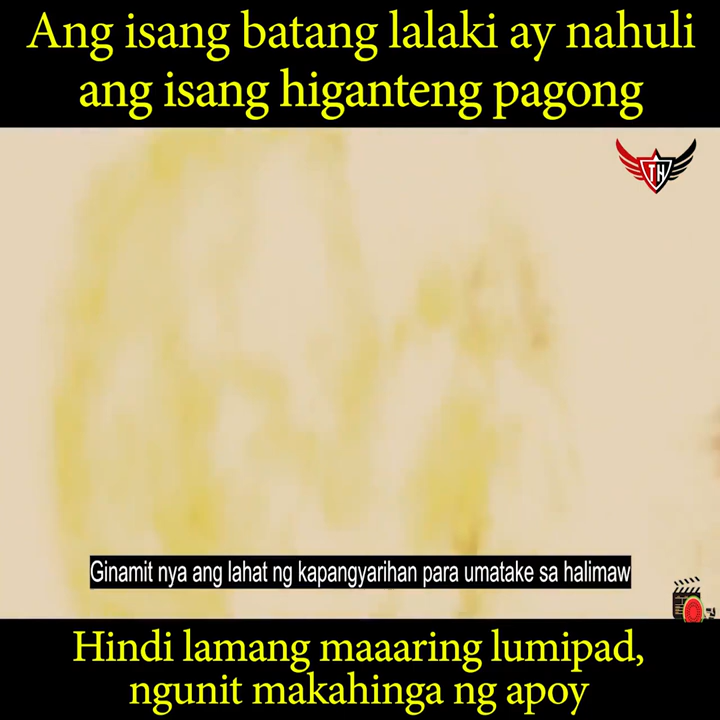 Ang isang batang lalaki ay nahuli
ang isang higanteng pagong
TH
Ginamit nya ang lahat ng kapangyarihan para umatake sa halimaw
Hindi lamang maaaring lumipad,
ngunit makahinga ng apoy